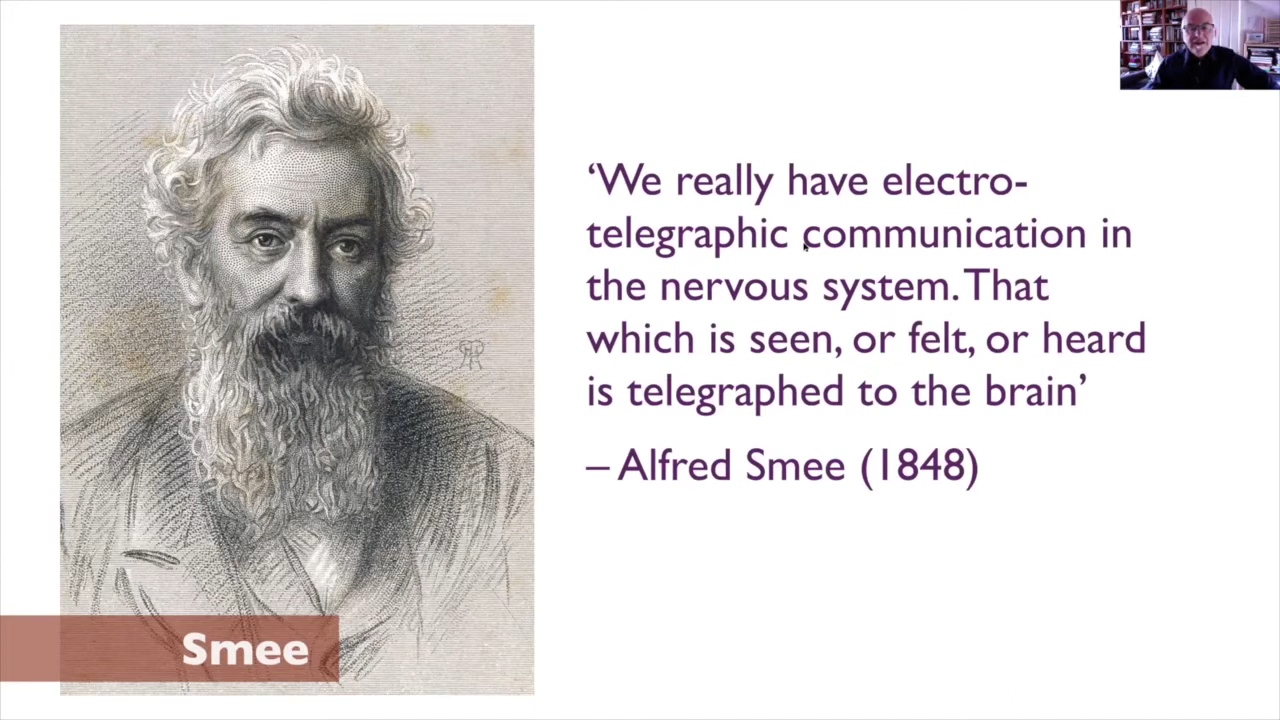 ‘We really have electro-
telegraphic communication in
the nervous system. That
which is seen, or felt, or heard
is telegraphed to the brain’
– Alfred Smee (1848)
Smee